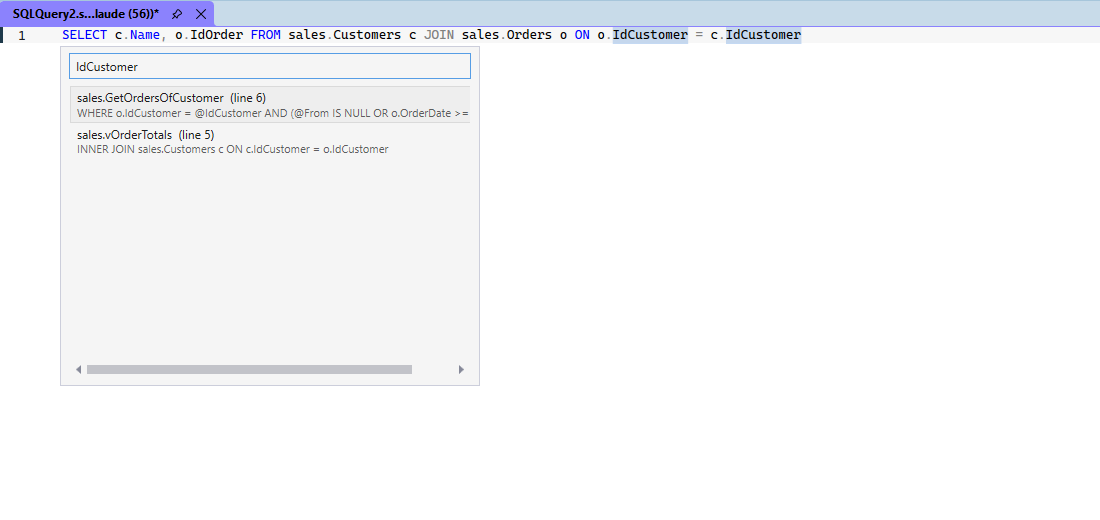 SQLQuery2.s...laude (56))*
1 SELECT c.Name, o.IdOrder FROM sales.Customers c JOIN sales.Orders o ON o.IdCustomer = c.IdCustomer
IdCustomer
sales.GetOrdersOfCustomer (line 6)
WHERE o.IdCustomer = @IdCustomer AND (@From IS NULL OR o.OrderDate >=
sales.vOrderTotals (line 5)
INNER JOIN sales.Customers c ON c.IdCustomer = o.IdCustomer